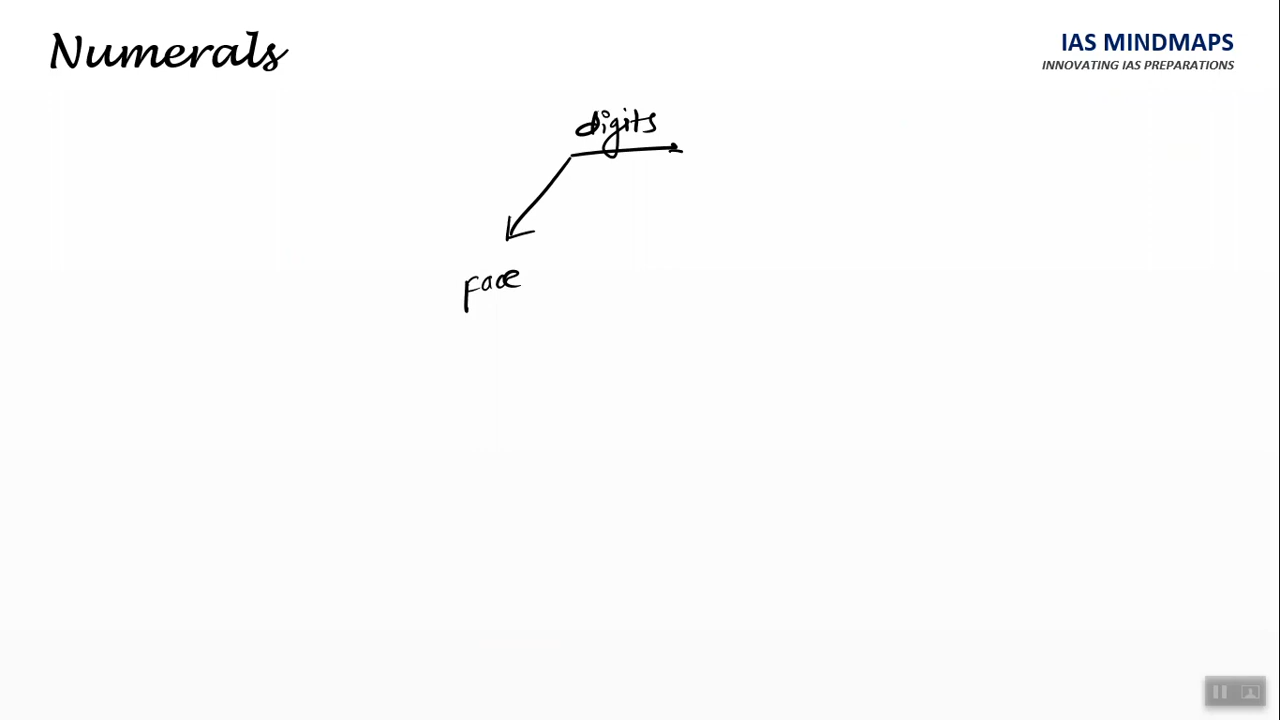 Numerals
IAS MINDMAPS
INNOVATING IAS PREPARATIONS
digits
Face